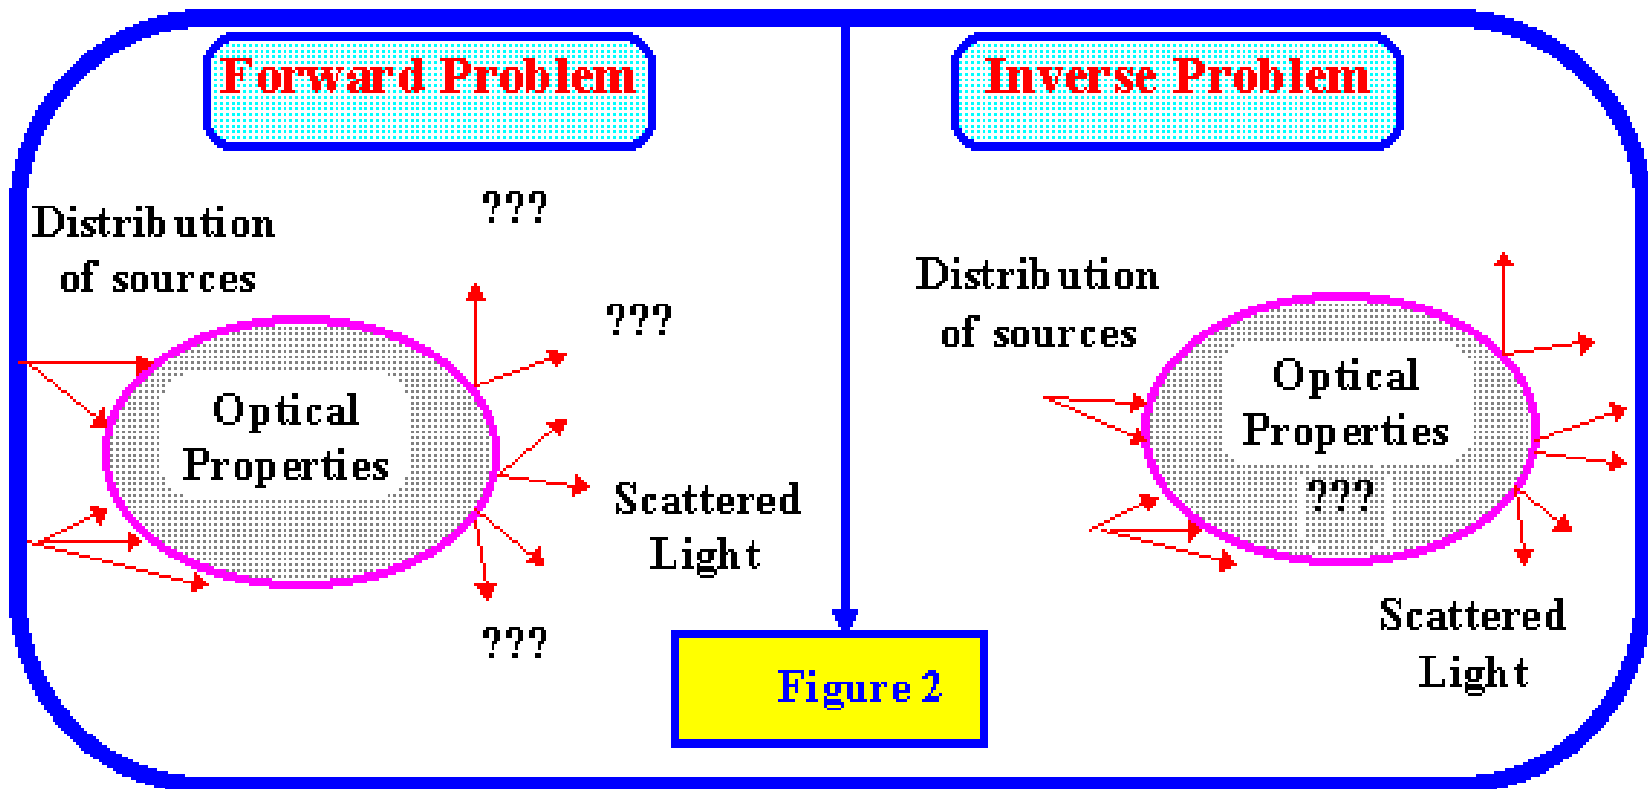 Forward Problem
???
Distribution
of sources
???
Optical
Properties
Scattered
Light
???
Inverse Problem
Distribution
of sources
Optical
Properties
???
Scattered
Light
Figure 2